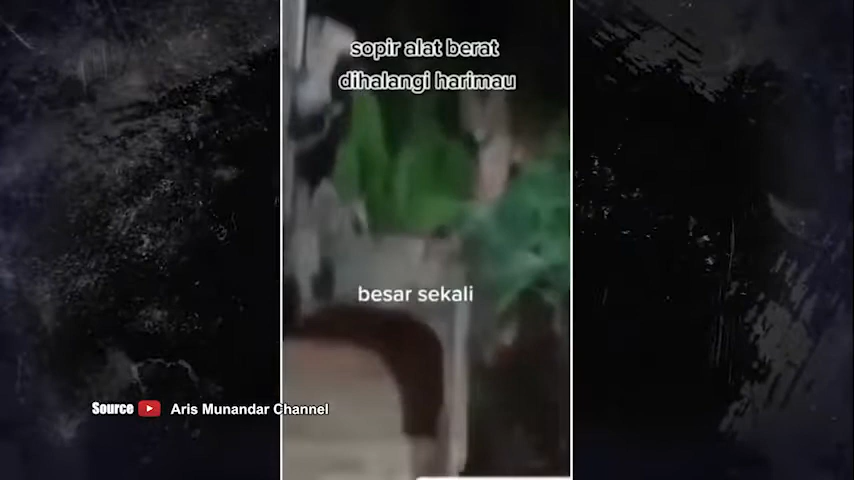 sopir alat berat
dihalangi harimau
besar sekali
Source Aris Munandar Channel